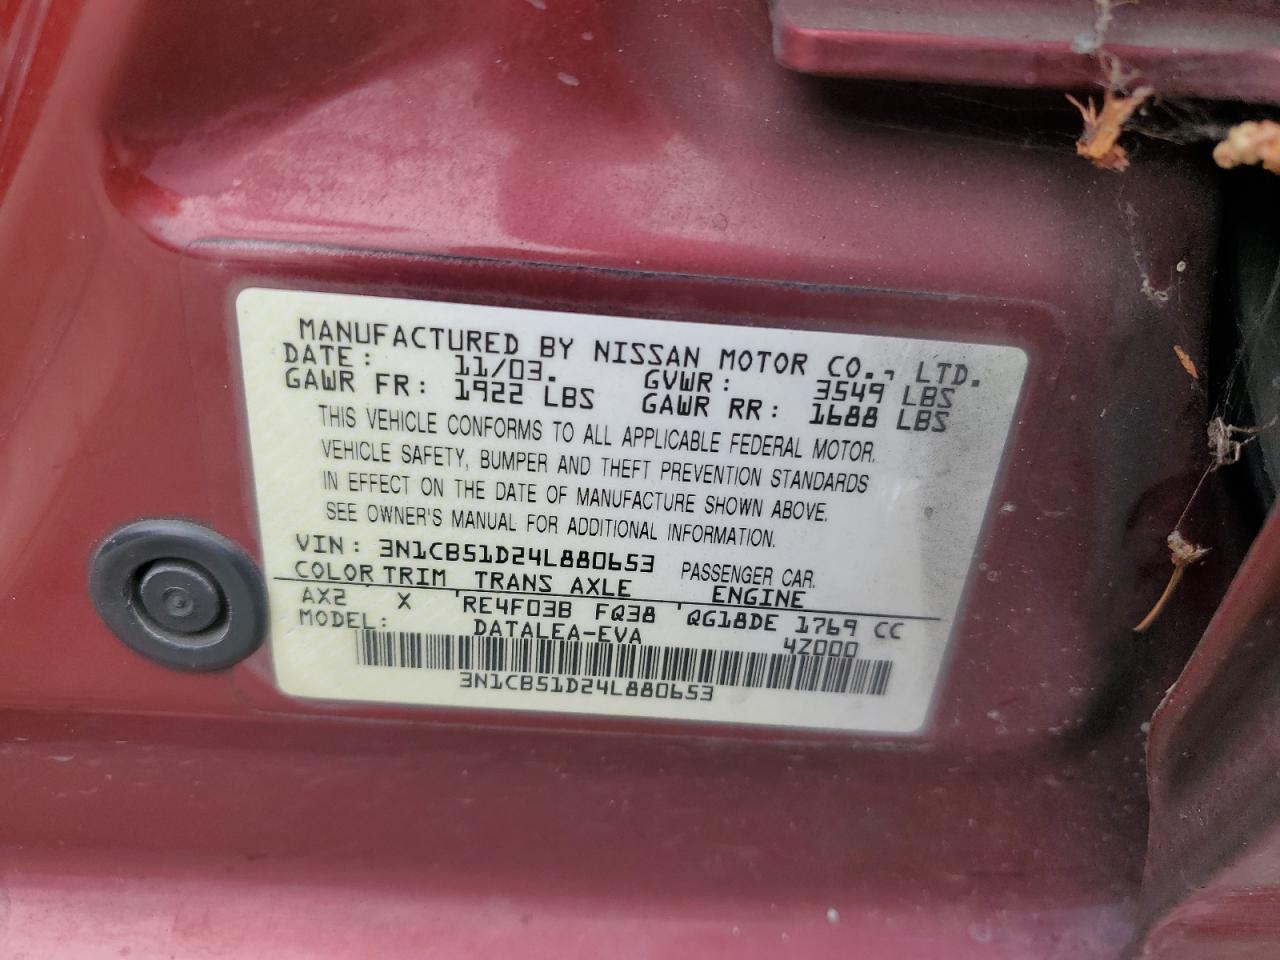 MANUFACTURED BY NISSAN MOTOR CO., LTD.
DATE: 11/03. GVWR: 3549 LBS
GAWR FR: 1922 LBS GAWR RR: 1688 LBS
THIS VEHICLE CONFORMS TO ALL APPLICABLE FEDERAL MOTOR
VEHICLE SAFETY, BUMPER AND THEFT PREVENTION STANDARDS
IN EFFECT ON THE DATE OF MANUFACTURE SHOWN ABOVE.
SEE OWNER'S MANUAL FOR ADDITIONAL INFORMATION.
VIN: 3N1CB51D24L880653 PASSENGER CAR.
COLOR TRIM TRANS AXLE ENGINE
AX2 X RE4F03B FQ38 QG18DE 1769 CC
MODEL: DATALEA-EVA 4Z000
3N1CB51D24L880653